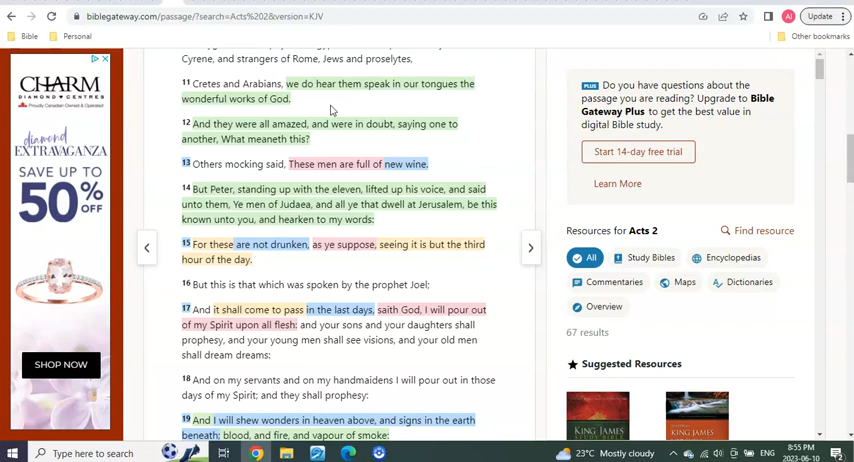 biblegateway.com/passage/?search=Acts%202&version=KJV
AI
Update
Bible
Personal
Other bookmarks
CHARM
DIAMOND CENTRES
Proudly Canadian Owned & Operated
diamond
EXTRAVAGANZA
SAVE UP TO
50%
OFF
SHOP NOW
Cyrene, and strangers of Rome, Jews and proselytes,
11 Cretes and Arabians, we do hear them speak in our tongues the
wonderful works of God.
12 And they were all amazed, and were in doubt, saying one to
another, What meaneth this?
13 Others mocking said, These men are full of new wine.
14 But Peter, standing up with the eleven, lifted up his voice, and said
unto them, Ye men of Judaea, and all ye that dwell at Jerusalem, be this
known unto you, and hearken to my words:
15 For these are not drunken, as ye suppose, seeing it is but the third
hour of the day.
16 But this is that which was spoken by the prophet Joel;
17 And it shall come to pass in the last days, saith God, I will pour out
of my Spirit upon all flesh: and your sons and your daughters shall
prophesy, and your young men shall see visions, and your old men
shall dream dreams:
18 And on my servants and on my handmaidens I will pour out in those
days of my Spirit; and they shall prophesy:
19 And I will shew wonders in heaven above, and signs in the earth
beneath; blood, and fire, and vapour of smoke:
PLUS Do you have questions about the
passage you are reading? Upgrade to Bible
Gateway Plus to get the best value in
digital Bible study.
Start 14-day free trial
Learn More
Resources for Acts 2
Find resource
All
Study Bibles
Encyclopedias
Commentaries
Maps
Dictionaries
Overview
67 results
Suggested Resources
KING JAMES
KING JAMES
Type here to search
23°C Mostly cloudy
ENG
8:55 PM
2023-06-10
2